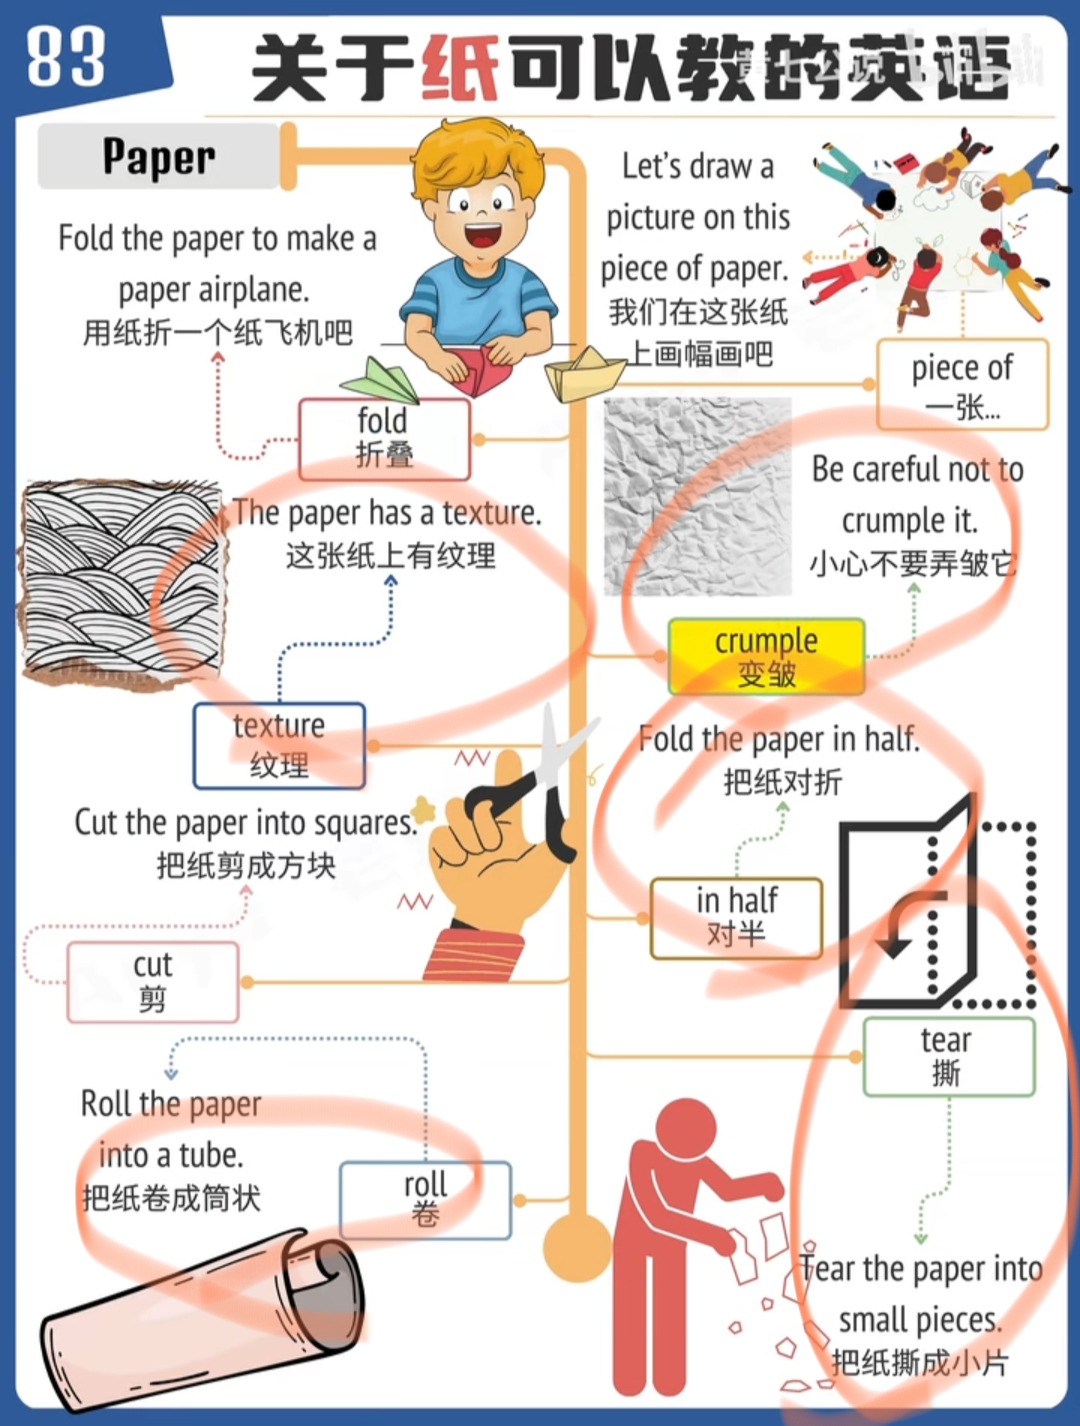 83
关于纸可以教的英语
Paper
Fold the paper to make a
paper airplane.
用纸折一个纸飞机吧
fold
折叠
Let's draw a
picture on this
piece of paper.
我们在这张纸
上画幅画吧
piece of
一张...
The paper has a texture.
这张纸上有纹理
texture
纹理
Be careful not to
crumple it.
小心不要弄皱它
crumple
变皱
Cut the paper into squares.
把纸剪成方块
cut
剪
Fold the paper in half.
把纸对折
in half
对半
Roll the paper
into a tube.
把纸卷成筒状
roll
卷
tear
撕
Tear the paper into
small pieces.
把纸撕成小片